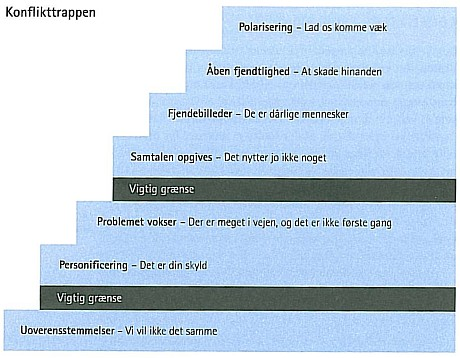 Konflikttrappen
Polarisering – Lad os komme væk
Åben fjendtlighed – At skade hinanden
Fjendebilleder – De er dårlige mennesker
Samtalen opgives – Det nytter jo ikke noget
Vigtig grænse
Problemet vokser – Der er meget i vejen, og det er ikke første gang
Personificering – Det er din skyld
Vigtig grænse
Uoverensstemmelser – Vi vil ikke det samme